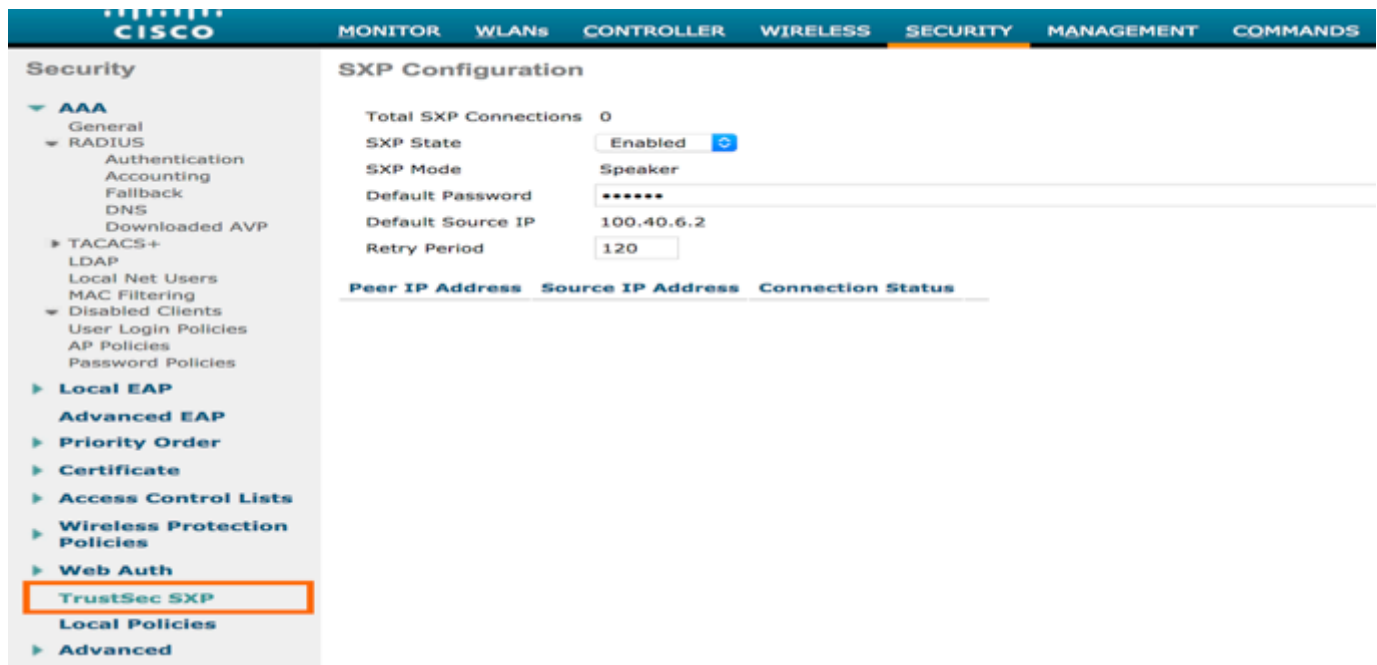 CISCO
MONITOR WLANs CONTROLLER WIRELESS SECURITY MANAGEMENT COMMANDS
Security
AAA
General
RADIUS
Authentication
Accounting
Fallback
DNS
Downloaded AVP
TACACS+
LDAP
Local Net Users
MAC Filtering
Disabled Clients
User Login Policies
AP Policies
Password Policies
Local EAP
Advanced EAP
Priority Order
Certificate
Access Control Lists
Wireless Protection
Policies
Web Auth
TrustSec SXP
Local Policies
Advanced
SXP Configuration
Total SXP Connections 0
SXP State Enabled
SXP Mode Speaker
Default Password ••••••
Default Source IP 100.40.6.2
Retry Period 120
Peer IP Address Source IP Address Connection Status